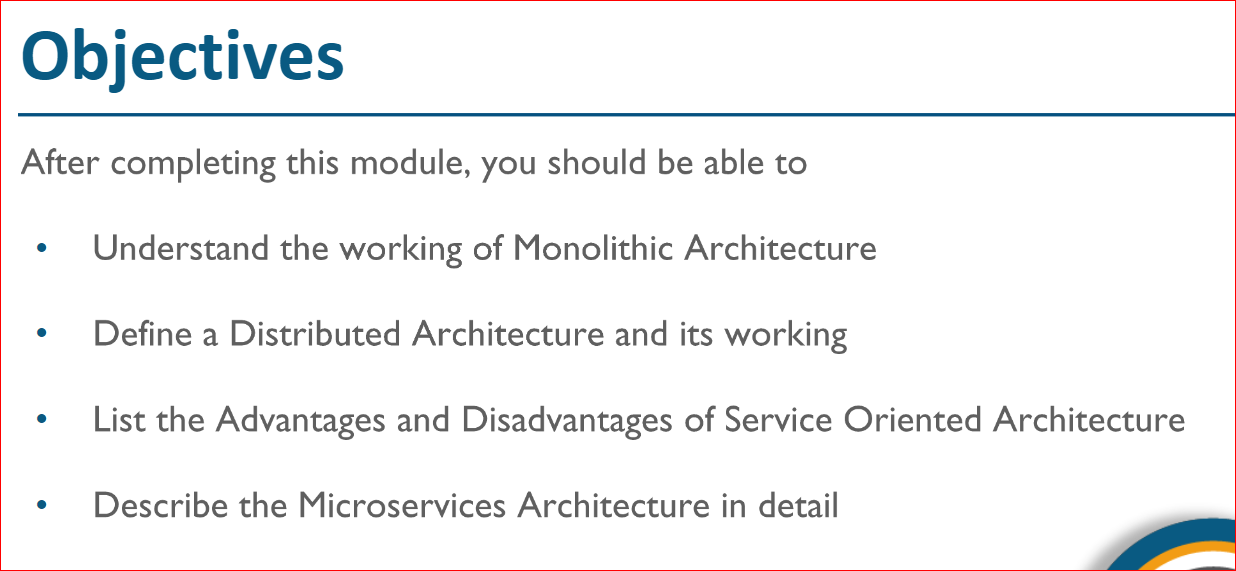 Objectives
After completing this module, you should be able to
• Understand the working of Monolithic Architecture
• Define a Distributed Architecture and its working
• List the Advantages and Disadvantages of Service Oriented Architecture
• Describe the Microservices Architecture in detail